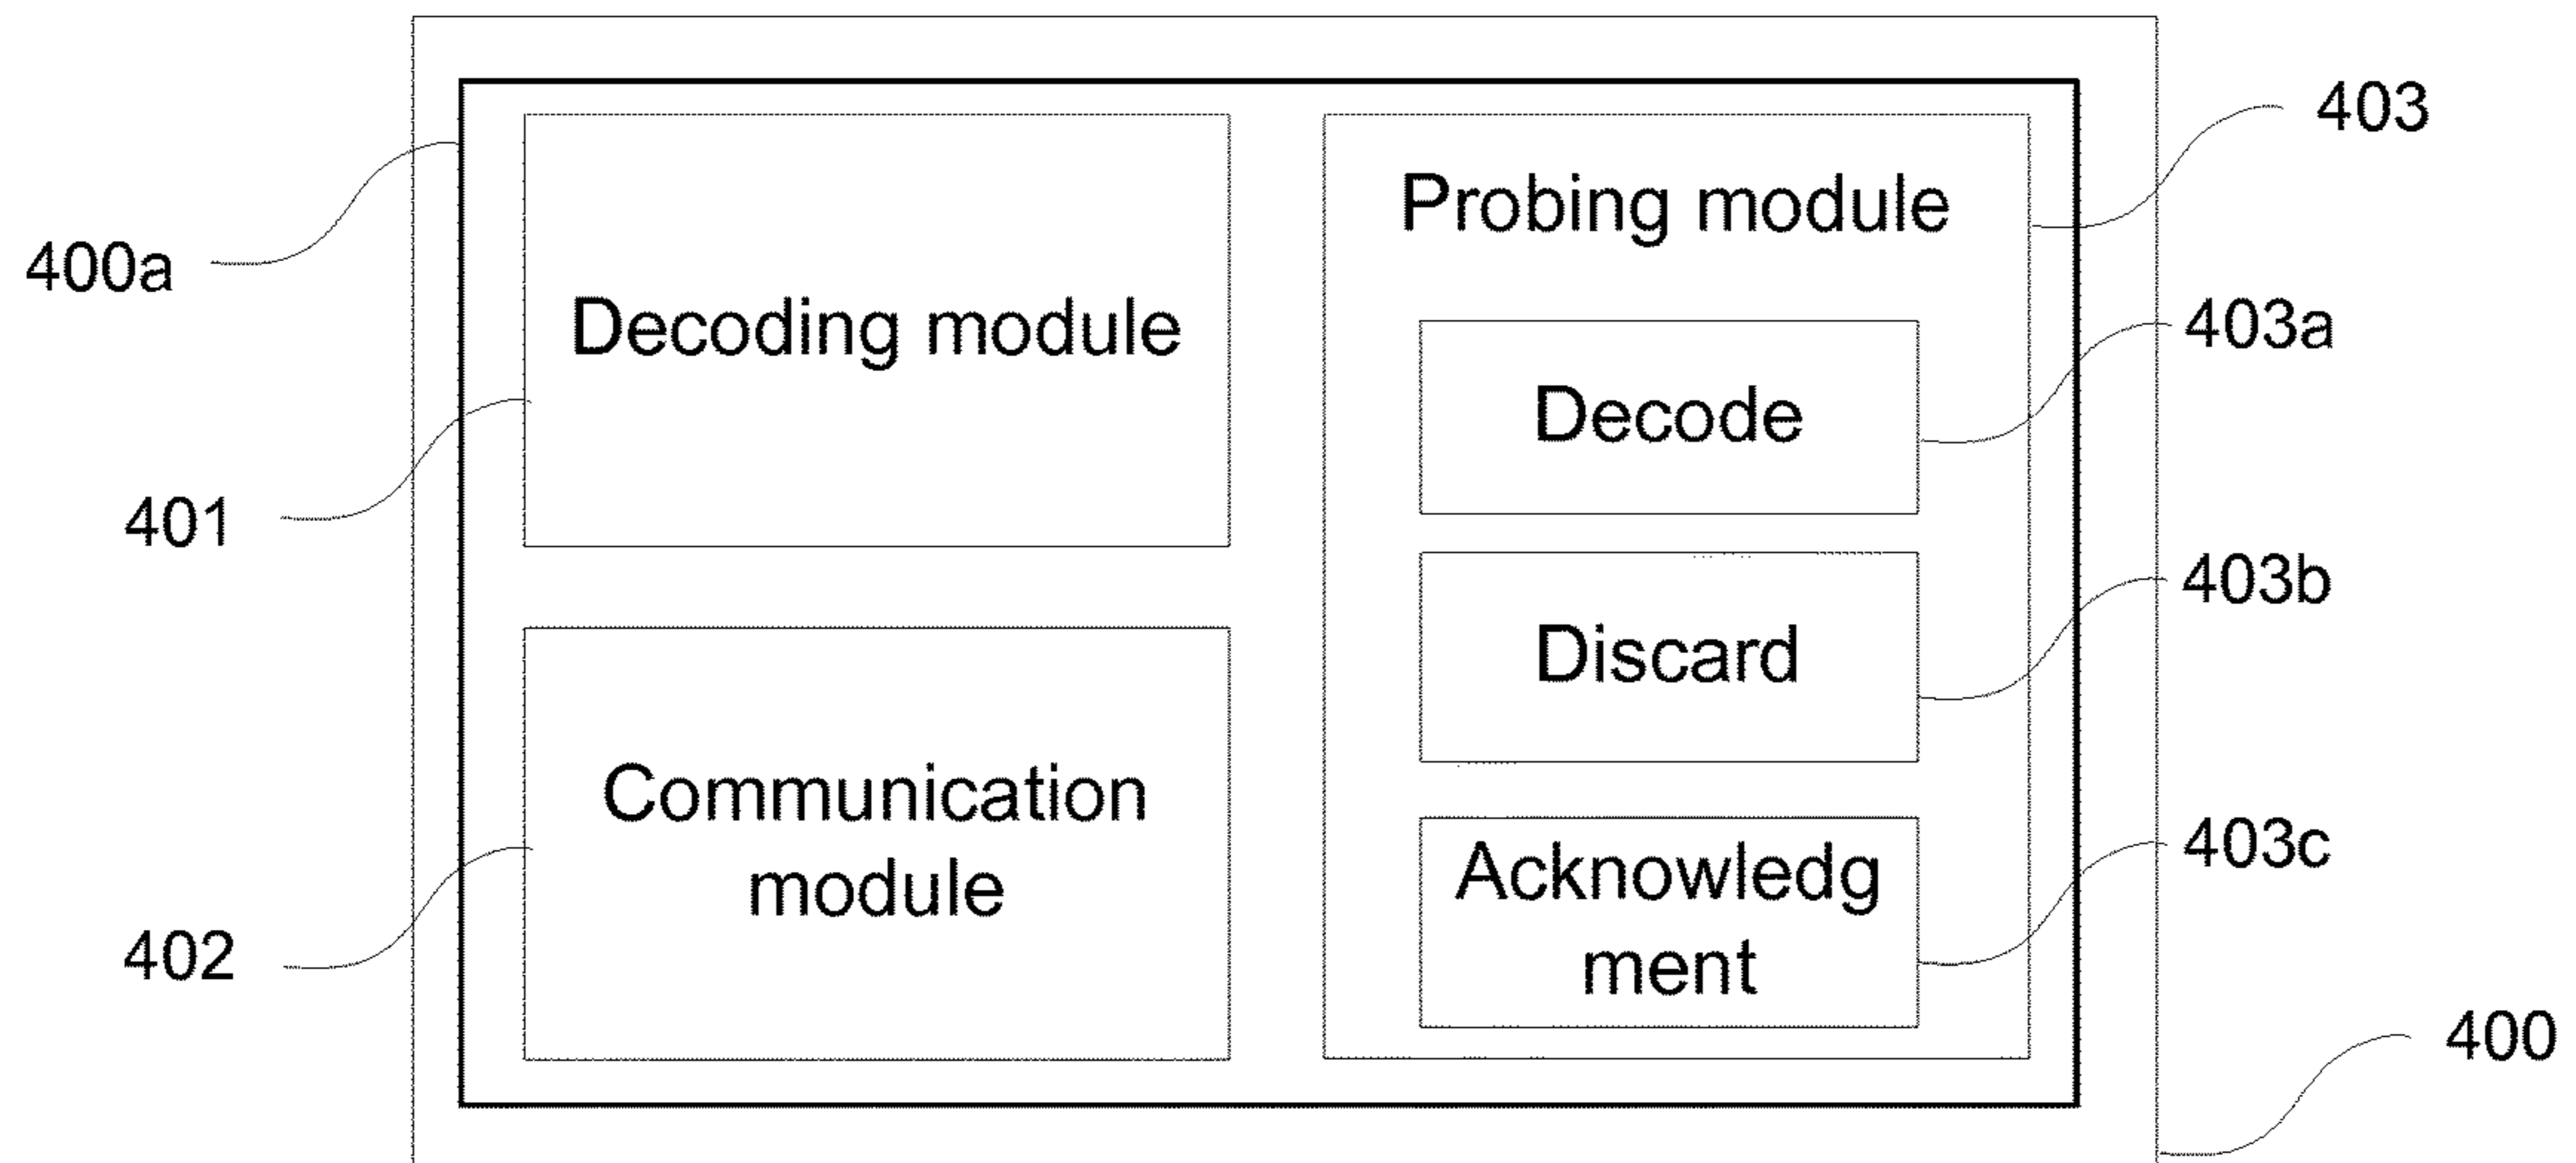 403
Probing module
400a
Decoding module
403a
Decode
401
403b
Discard
Communication
module
403c
Acknowledg
ment
402
400